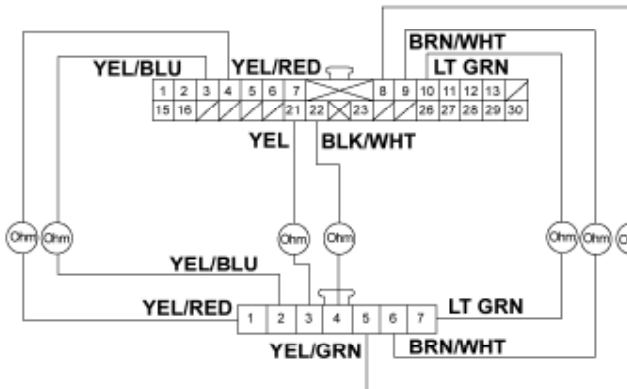 BRN/WHT
YEL/BLU YEL/RED LT GRN
1 2 3 4 5 6 7 8 9 10 11 12 13
15 16 21 22 23 26 27 28 29 30
YEL BLK/WHT
Ohm Ohm Ohm Ohm Ohm Ohm
YEL/BLU
YEL/RED 1 2 3 4 5 6 7 LT GRN
YEL/GRN BRN/WHT